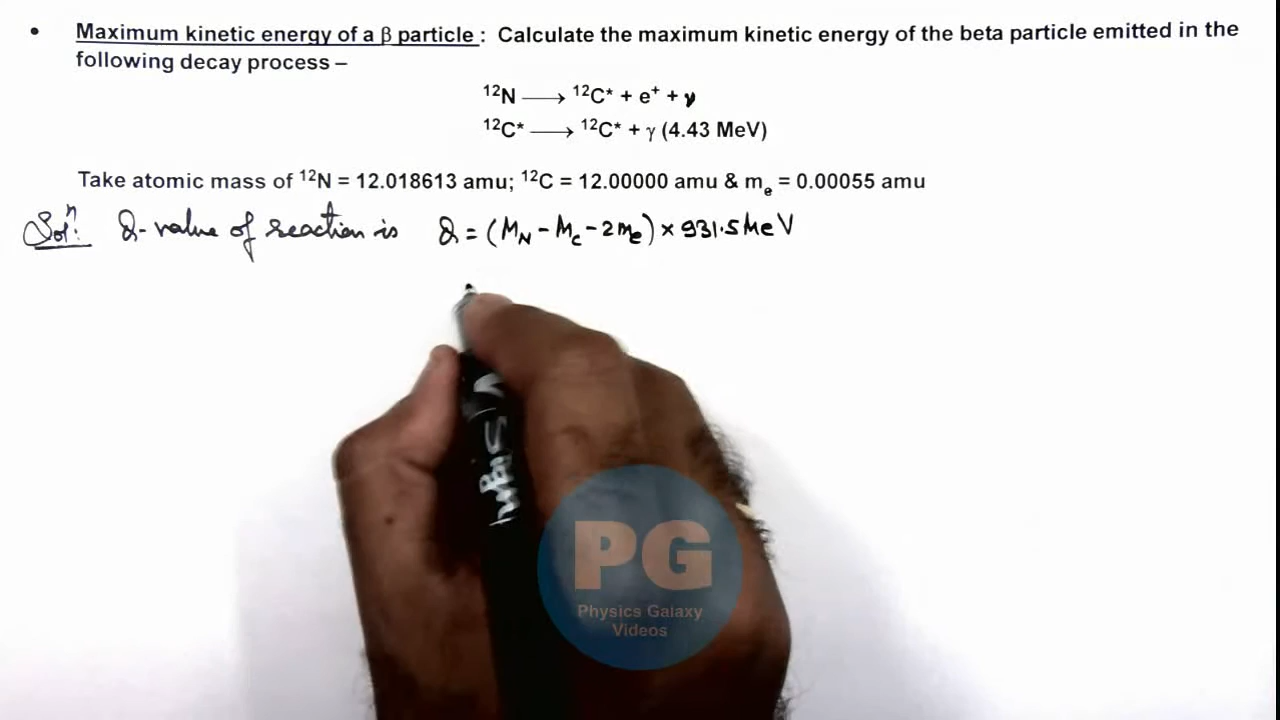 • Maximum kinetic energy of a β particle : Calculate the maximum kinetic energy of the beta particle emitted in the
following decay process –
¹²N ⟶ ¹²C* + e⁺ + ν
¹²C* ⟶ ¹²C* + γ (4.43 MeV)
Take atomic mass of ¹²N = 12.018613 amu; ¹²C = 12.00000 amu & mₑ = 0.00055 amu
Solⁿ: Q-value of reaction is Q = (M_N - M_C - 2mₑ) × 931.5 MeV
PG
Physics Galaxy
Videos